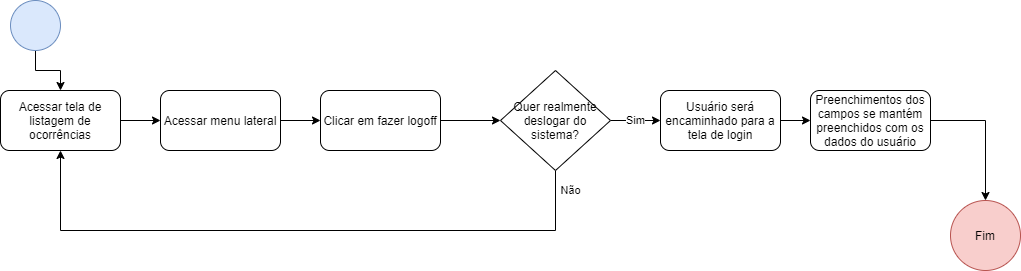 Acessar tela de
listagem de
ocorrências
Acessar menu lateral
Clicar em fazer logoff
Quer realmente
deslogar do
sistema?
Sim
Usuário será
encaminhado para a
tela de login
Preenchimentos dos
campos se mantêm
preenchidos com os
dados do usuário
Não
Fim